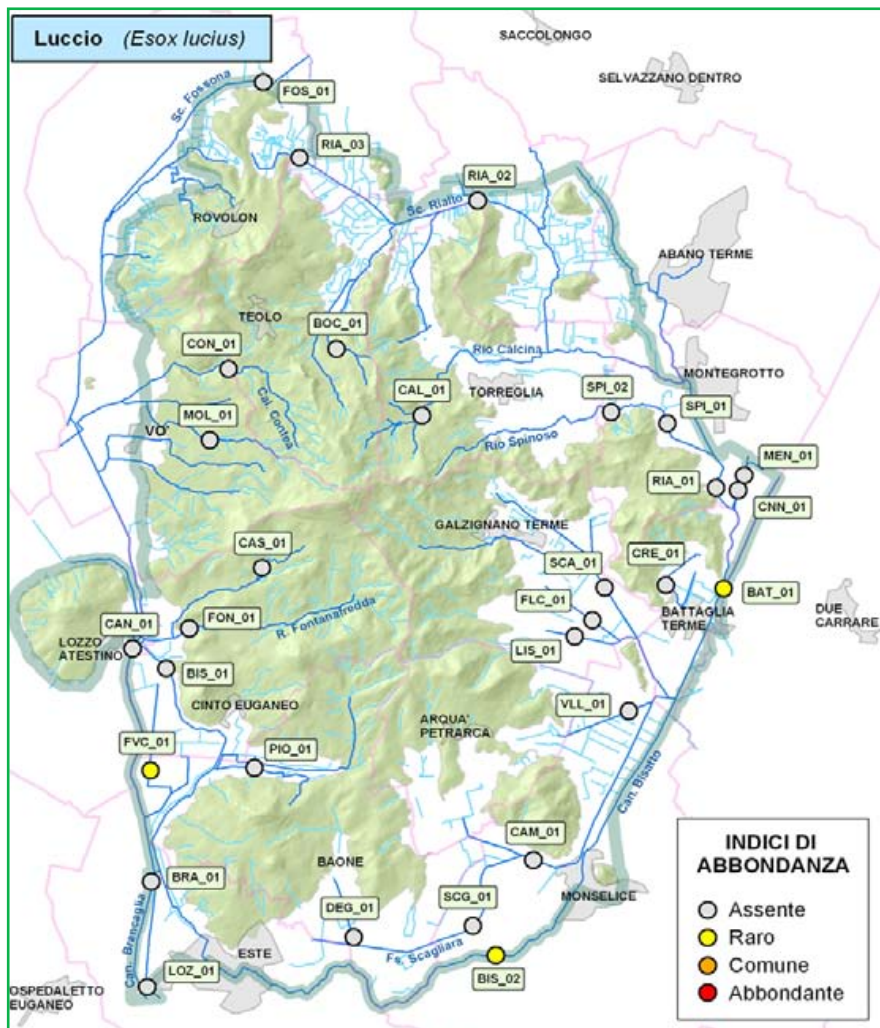 Luccio (Esox lucius)
SACCOLONGO
SELVAZZANO DENTRO
Sc. Fossona
FOS_01
RIA_03
RIA_02
Sc. Rialto
ROVOLON
ABANO TERME
TEOLO
BOC_01
CON_01
Rio Calcina
MONTEGROTTO
CAL_01
TORREGLIA
SPI_02
Cal. Contea
SPI_01
MOL_01
VO'
Rio Spinoso
MEN_01
RIA_01
CNN_01
GALZIGNANO TERME
CAS_01
SCA_01
CRE_01
BAT_01
FLC_01
BATTAGLIA
TERME
DUE
CARRARE
CAN_01
FON_01
R. Fontanafredda
LOZZO
ATESTINO
LIS_01
BIS_01
CINTO EUGANEO
VLL_01
ARQUA'
PETRARCA
FVC_01
PIO_01
Can. Bisatto
CAM_01
BAONE
MONSELICE
BRA_01
DEG_01
SCG_01
Can. Brancaglia
Fs. Scagliara
ESTE
BIS_02
LOZ_01
OSPEDALETTO
EUGANEO
INDICI DI
ABBONDANZA
Assente
Raro
Comune
Abbondante